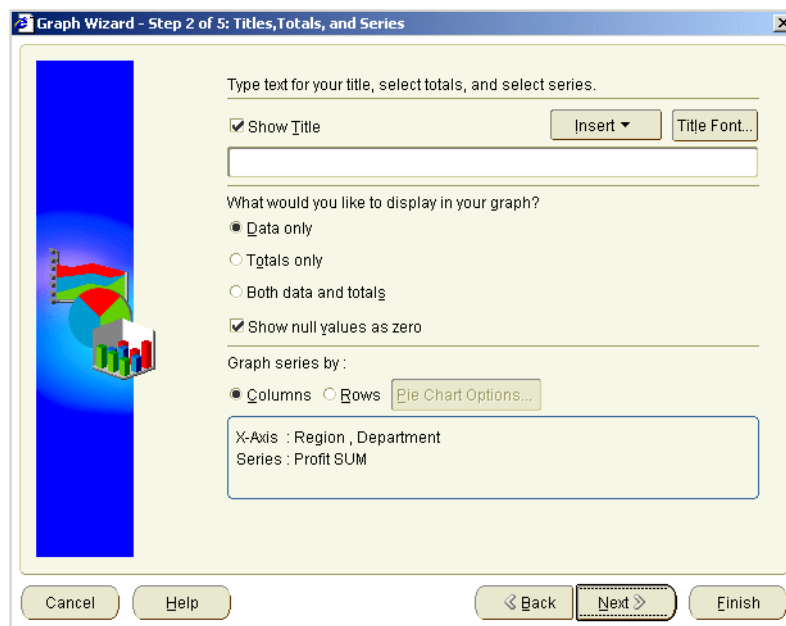 Graph Wizard - Step 2 of 5: Titles,Totals, and Series
Type text for your title, select totals, and select series.
Show Title Insert Title Font...
What would you like to display in your graph?
Data only
Totals only
Both data and totals
Show null values as zero
Graph series by :
Columns Rows Pie Chart Options...
X-Axis : Region , Department
Series : Profit SUM
Cancel Help Back Next Finish